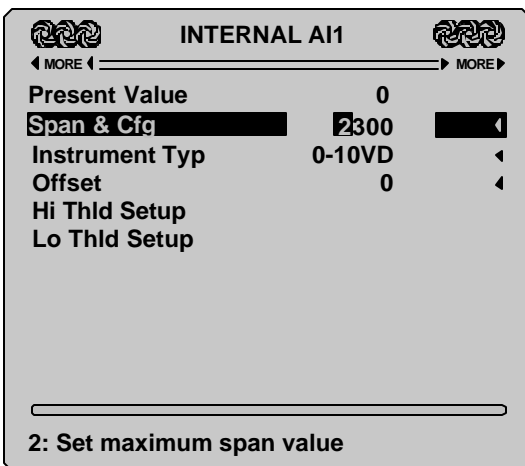 INTERNAL AI1
MORE MORE
Present Value 0
Span & Cfg 2300
Instrument Typ 0-10VD
Offset 0
Hi Thld Setup
Lo Thld Setup
2: Set maximum span value